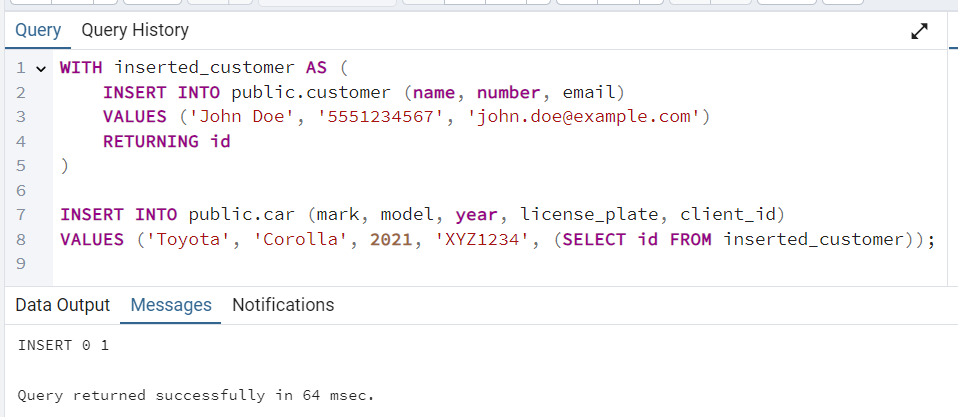 Query Query History
1 WITH inserted_customer AS (
2 INSERT INTO public.customer (name, number, email)
3 VALUES ('John Doe', '5551234567', 'john.doe@example.com')
4 RETURNING id
5 )
6
7 INSERT INTO public.car (mark, model, year, license_plate, client_id)
8 VALUES ('Toyota', 'Corolla', 2021, 'XYZ1234', (SELECT id FROM inserted_customer));
9
Data Output Messages Notifications
INSERT 0 1
Query returned successfully in 64 msec.